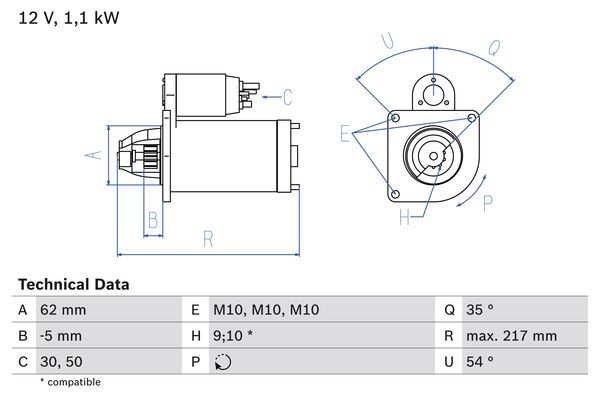 12 V, 1,1 kW
U
Q
C
A
E
B
R
H
P
Technical Data
A 62 mm E M10, M10, M10 Q 35 °
B -5 mm H 9;10 * R max. 217 mm
C 30, 50 P U 54 °
* compatible